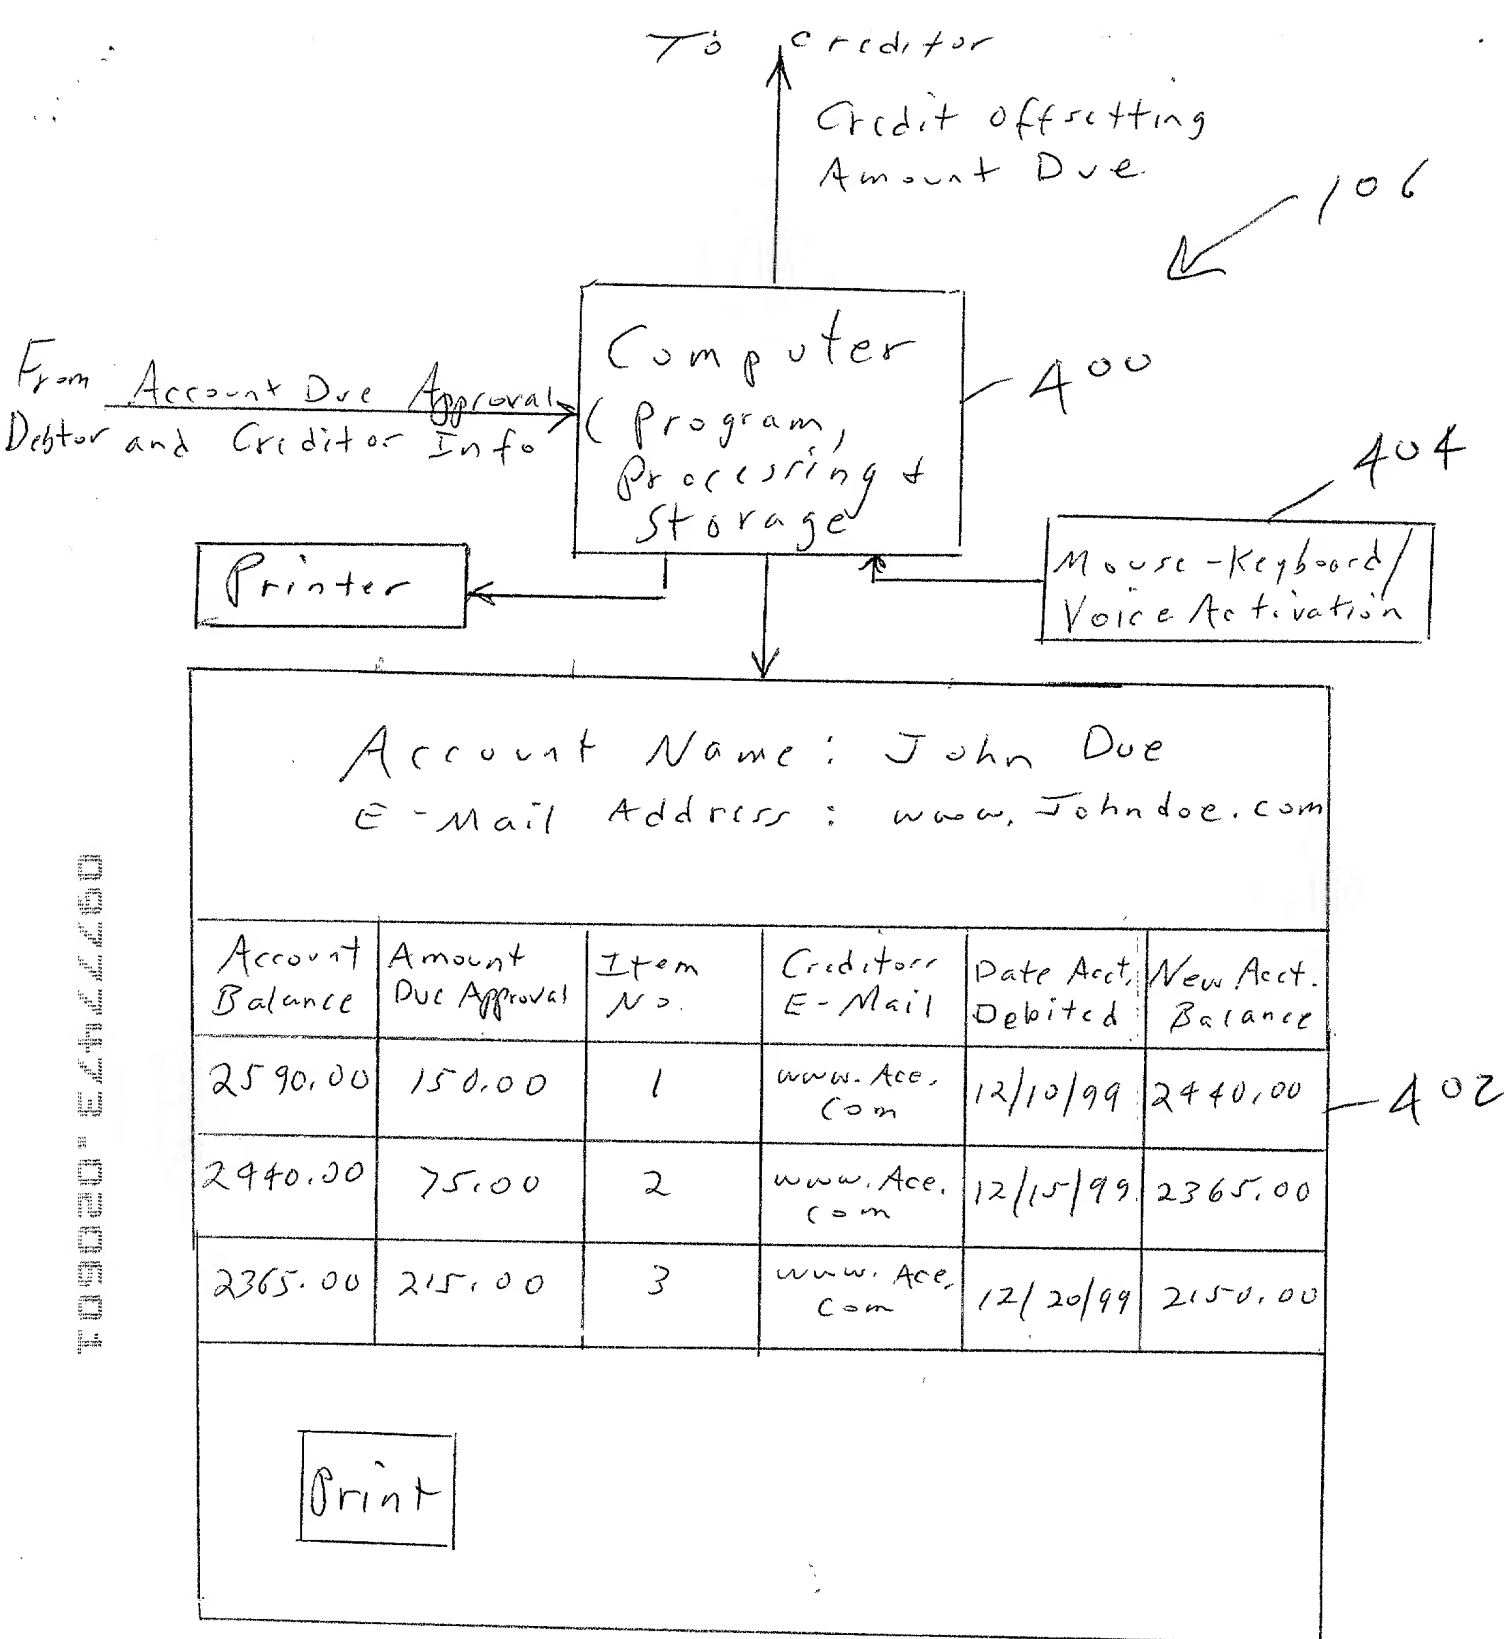 To creditor
Credit Offsetting
Amount Due.
106
Computer
(Program,
Processing +
Storage
400
From Account Due Approval
Debtor and Creditor Info
404
Mouse-Keyboard/
Voice Activation
Printer
Account Name: John Due
E-Mail Address: www.Johndoe.com
Account Balance | Amount Due Approval | Item No. | Creditors E-Mail | Date Acct. Debited | New Acct. Balance
2590.00 | 150.00 | 1 | www.Ace.com | 12/10/99 | 2440.00
402
2440.00 | 75.00 | 2 | www.Ace.com | 12/15/99 | 2365.00
2365.00 | 215.00 | 3 | www.Ace.com | 12/20/99 | 2150.00
Print